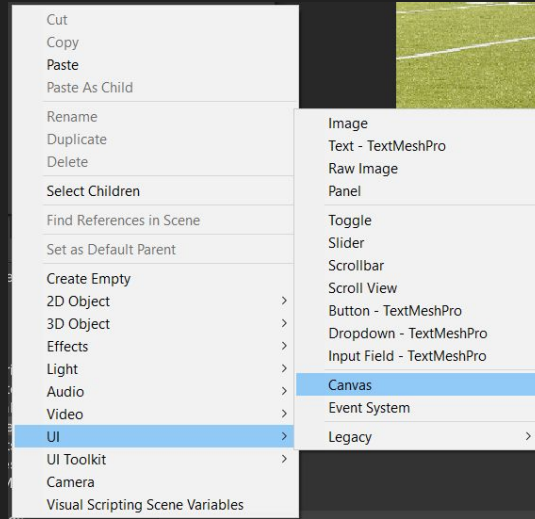 Cut
Copy
Paste
Paste As Child
Rename
Duplicate
Delete
Select Children
Find References in Scene
Set as Default Parent
Create Empty
2D Object
3D Object
Effects
Light
Audio
Video
UI
UI Toolkit
Camera
Visual Scripting Scene Variables
Image
Text - TextMeshPro
Raw Image
Panel
Toggle
Slider
Scrollbar
Scroll View
Button - TextMeshPro
Dropdown - TextMeshPro
Input Field - TextMeshPro
Canvas
Event System
Legacy